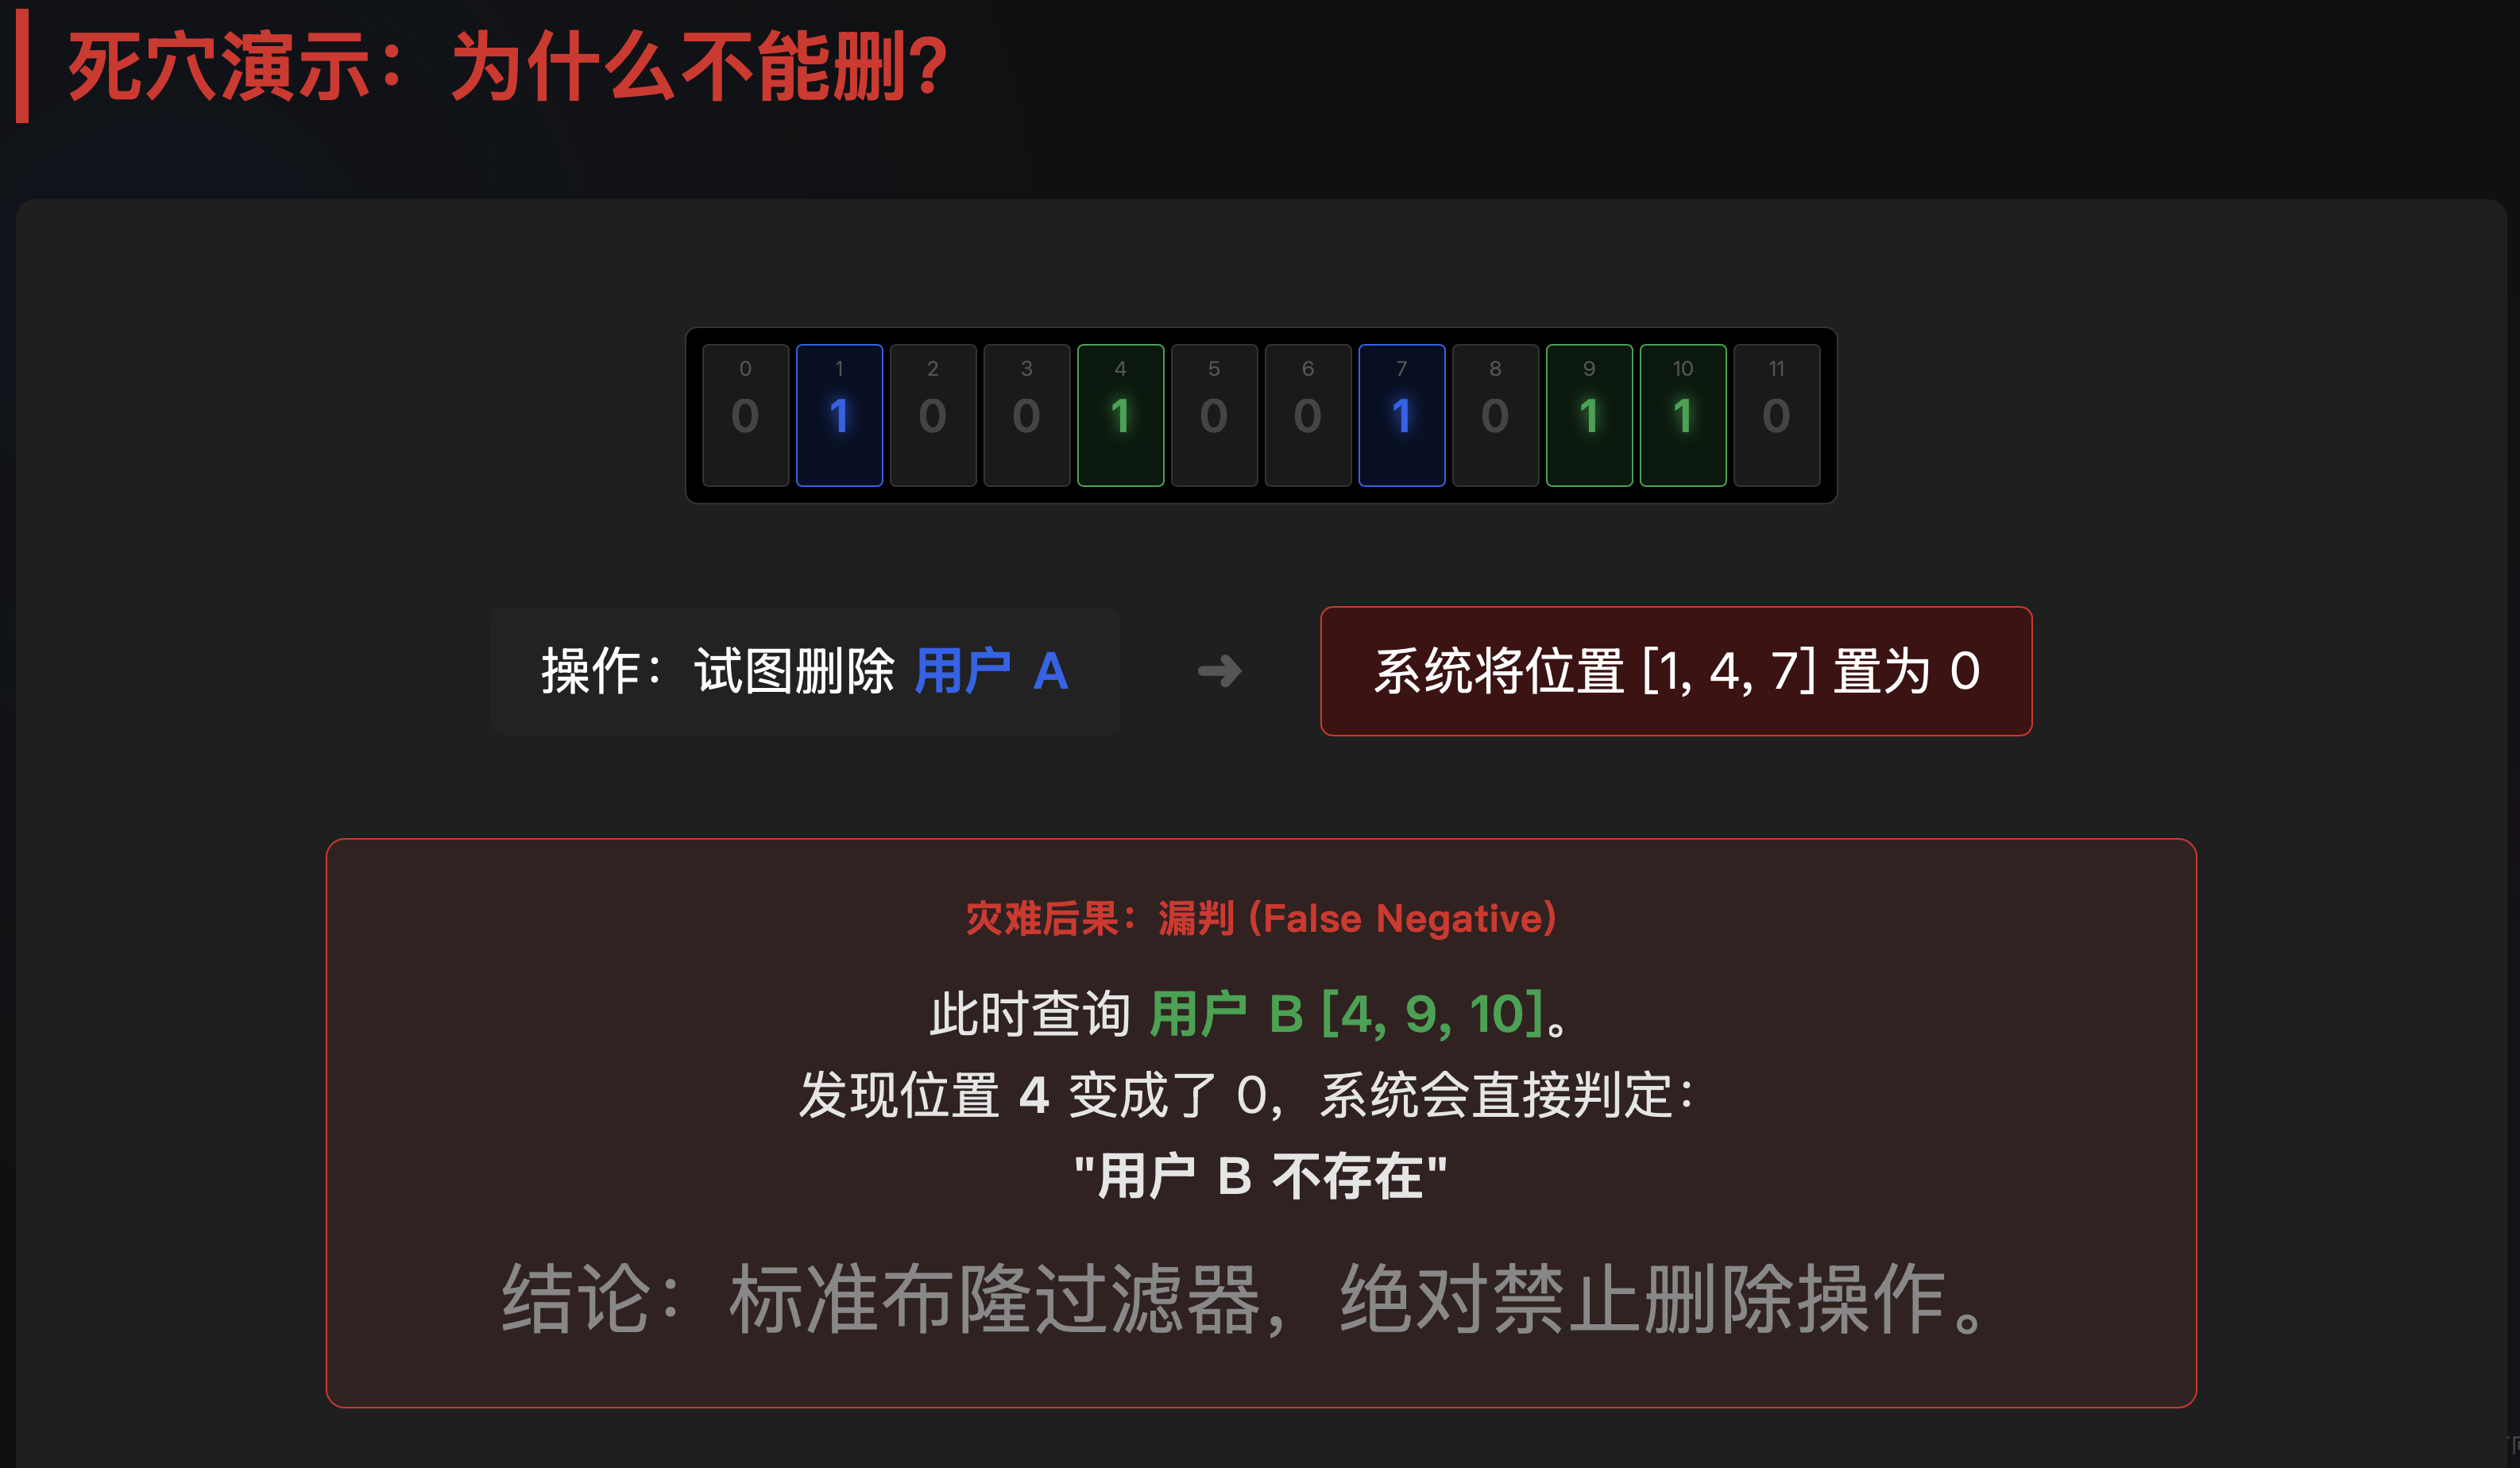 死穴演示：为什么不能删?
0 1 2 3 4 5 6 7 8 9 10 11
0 1 0 0 1 0 0 1 0 1 1 0
操作：试图删除 用户 A ➜ 系统将位置 [1, 4, 7] 置为 0
灾难后果：漏判 (False Negative)
此时查询 用户 B [4, 9, 10]。
发现位置 4 变成了 0，系统会直接判定：
"用户 B 不存在"
结论：标准布隆过滤器，绝对禁止删除操作。